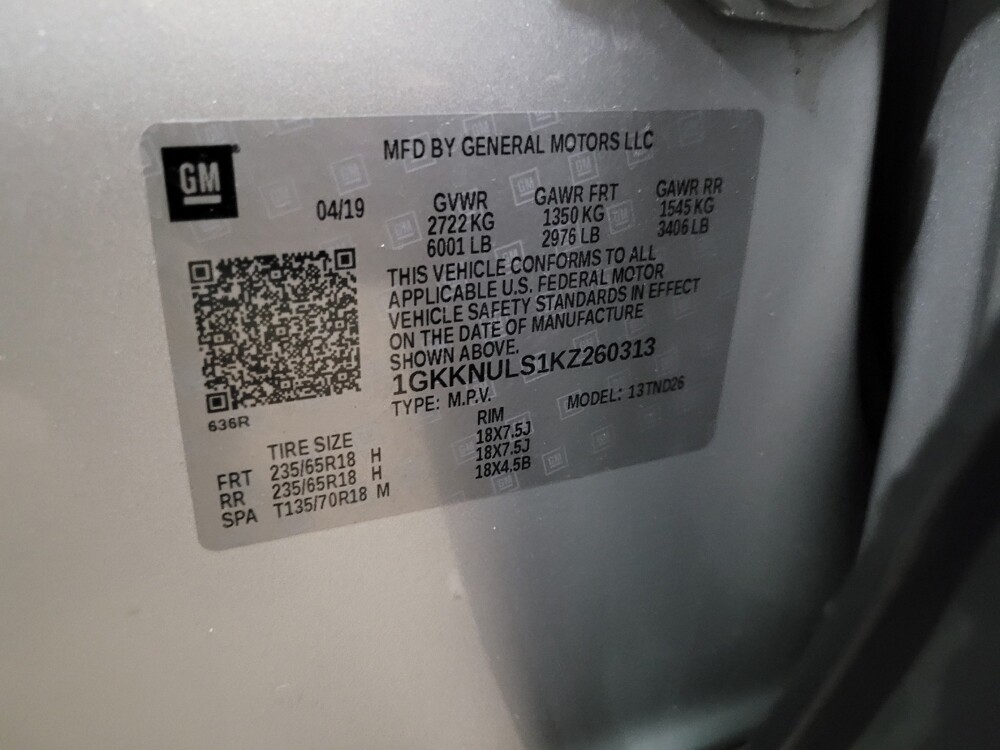 GM
MFD BY GENERAL MOTORS LLC
04/19
GVWR GAWR FRT GAWR RR
2722 KG 1350 KG 1545 KG
6001 LB 2976 LB 3406 LB
THIS VEHICLE CONFORMS TO ALL
APPLICABLE U.S. FEDERAL MOTOR
VEHICLE SAFETY STANDARDS IN EFFECT
ON THE DATE OF MANUFACTURE
SHOWN ABOVE.
1GKKNULS1KZ260313
TYPE: M.P.V. MODEL: 13TND26
636R
TIRE SIZE RIM
FRT 235/65R18 H 18X7.5J
RR 235/65R18 H 18X7.5J
SPA T135/70R18 M 18X4.5B